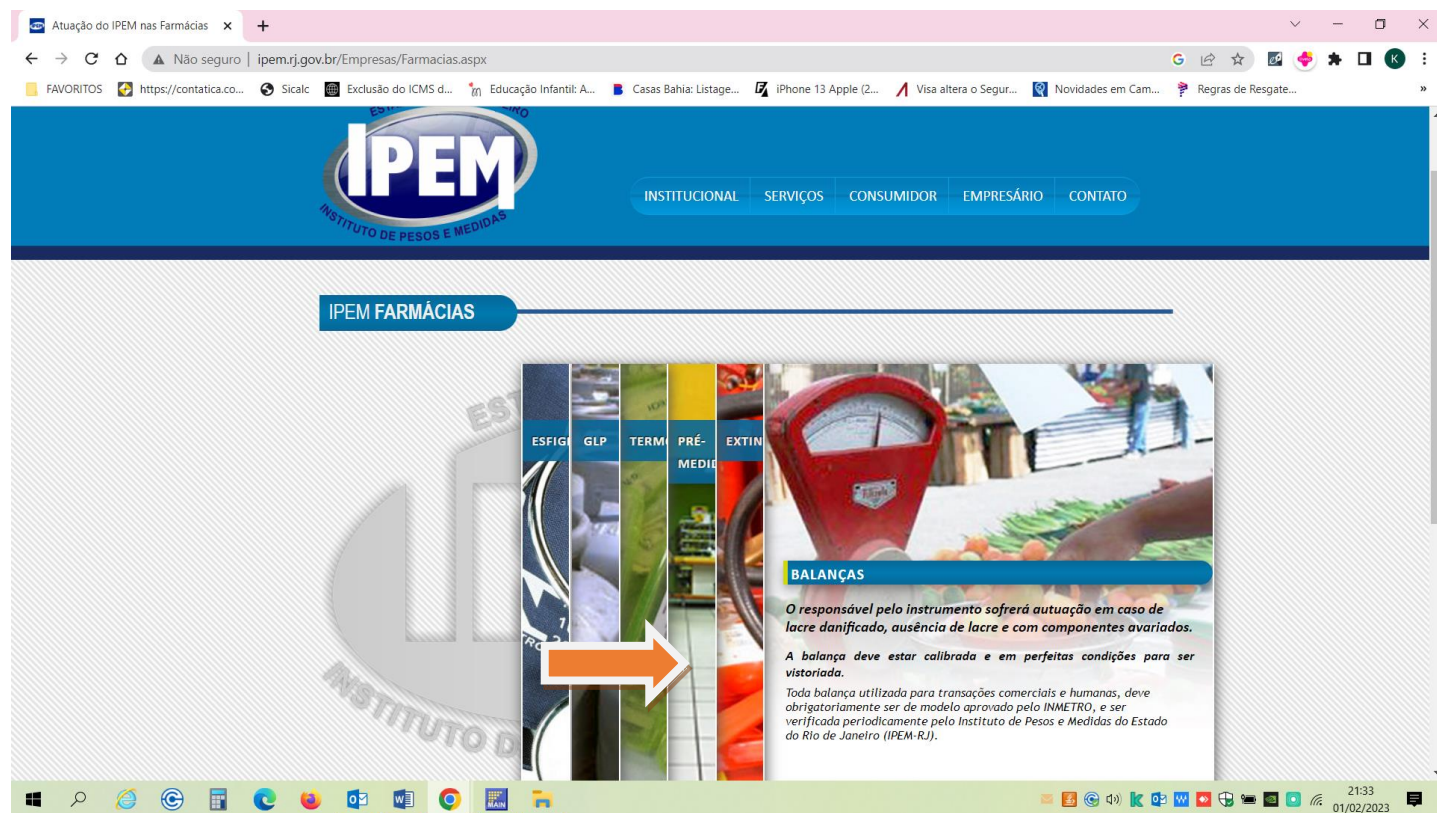 Atuação do IPEM nas Farmácias
Não seguro | ipem.rj.gov.br/Empresas/Farmacias.aspx
K
FAVORITOS https://contatica.co... Sicalc Exclusão do ICMS d... Educação Infantil: A... Casas Bahia: Listage... iPhone 13 Apple (2... Visa altera o Segur... Novidades em Cam... Regras de Resgate... »
IPEM
INSTITUTO DE PESOS E MEDIDAS
INSTITUCIONAL SERVIÇOS CONSUMIDOR EMPRESÁRIO CONTATO
IPEM FARMÁCIAS
ESFIG GLP TERM PRÉ- EXTIN
MEDID
BALANÇAS
O responsável pelo instrumento sofrerá autuação em caso de
lacre danificado, ausência de lacre e com componentes avariados.
A balança deve estar calibrada e em perfeitas condições para ser
vistoriada.
Toda balança utilizada para transações comerciais e humanas, deve
obrigatoriamente ser de modelo aprovado pelo INMETRO, e ser
verificada periodicamente pelo Instituto de Pesos e Medidas do Estado
do Rio de Janeiro (IPEM-RJ).
INSTITUTO D
21:33
01/02/2023